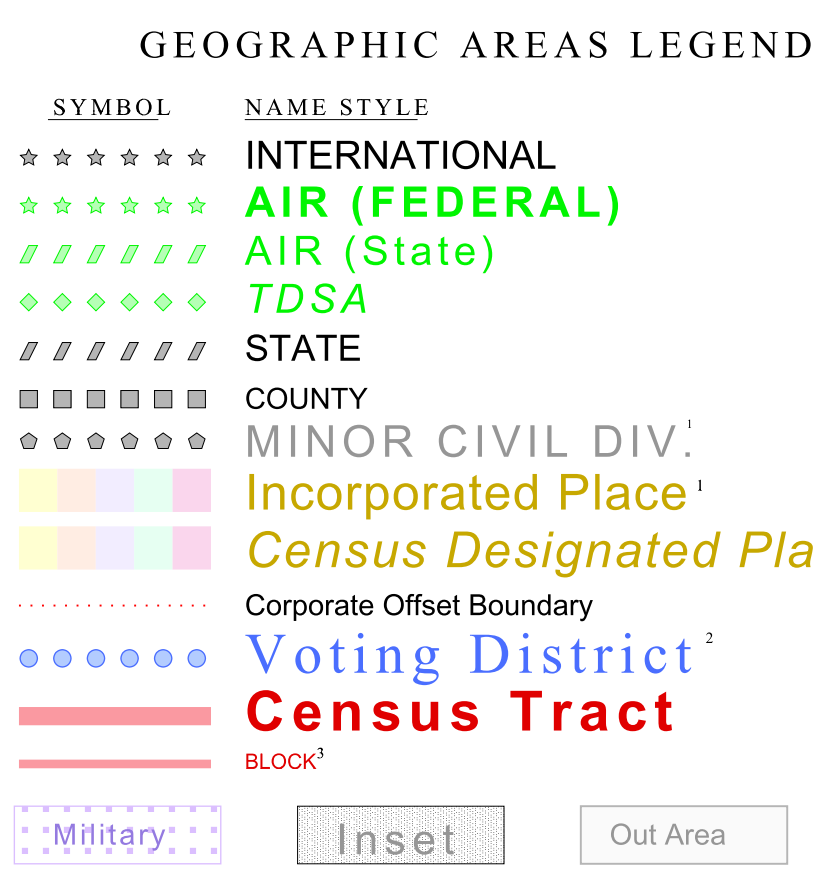 GEOGRAPHIC AREAS LEGEND
SYMBOL NAME STYLE
INTERNATIONAL
AIR (FEDERAL)
AIR (State)
TDSA
STATE
COUNTY
MINOR CIVIL DIV.¹
Incorporated Place ¹
Census Designated Pla
Corporate Offset Boundary
Voting District ²
Census Tract
BLOCK³
Military Inset Out Area